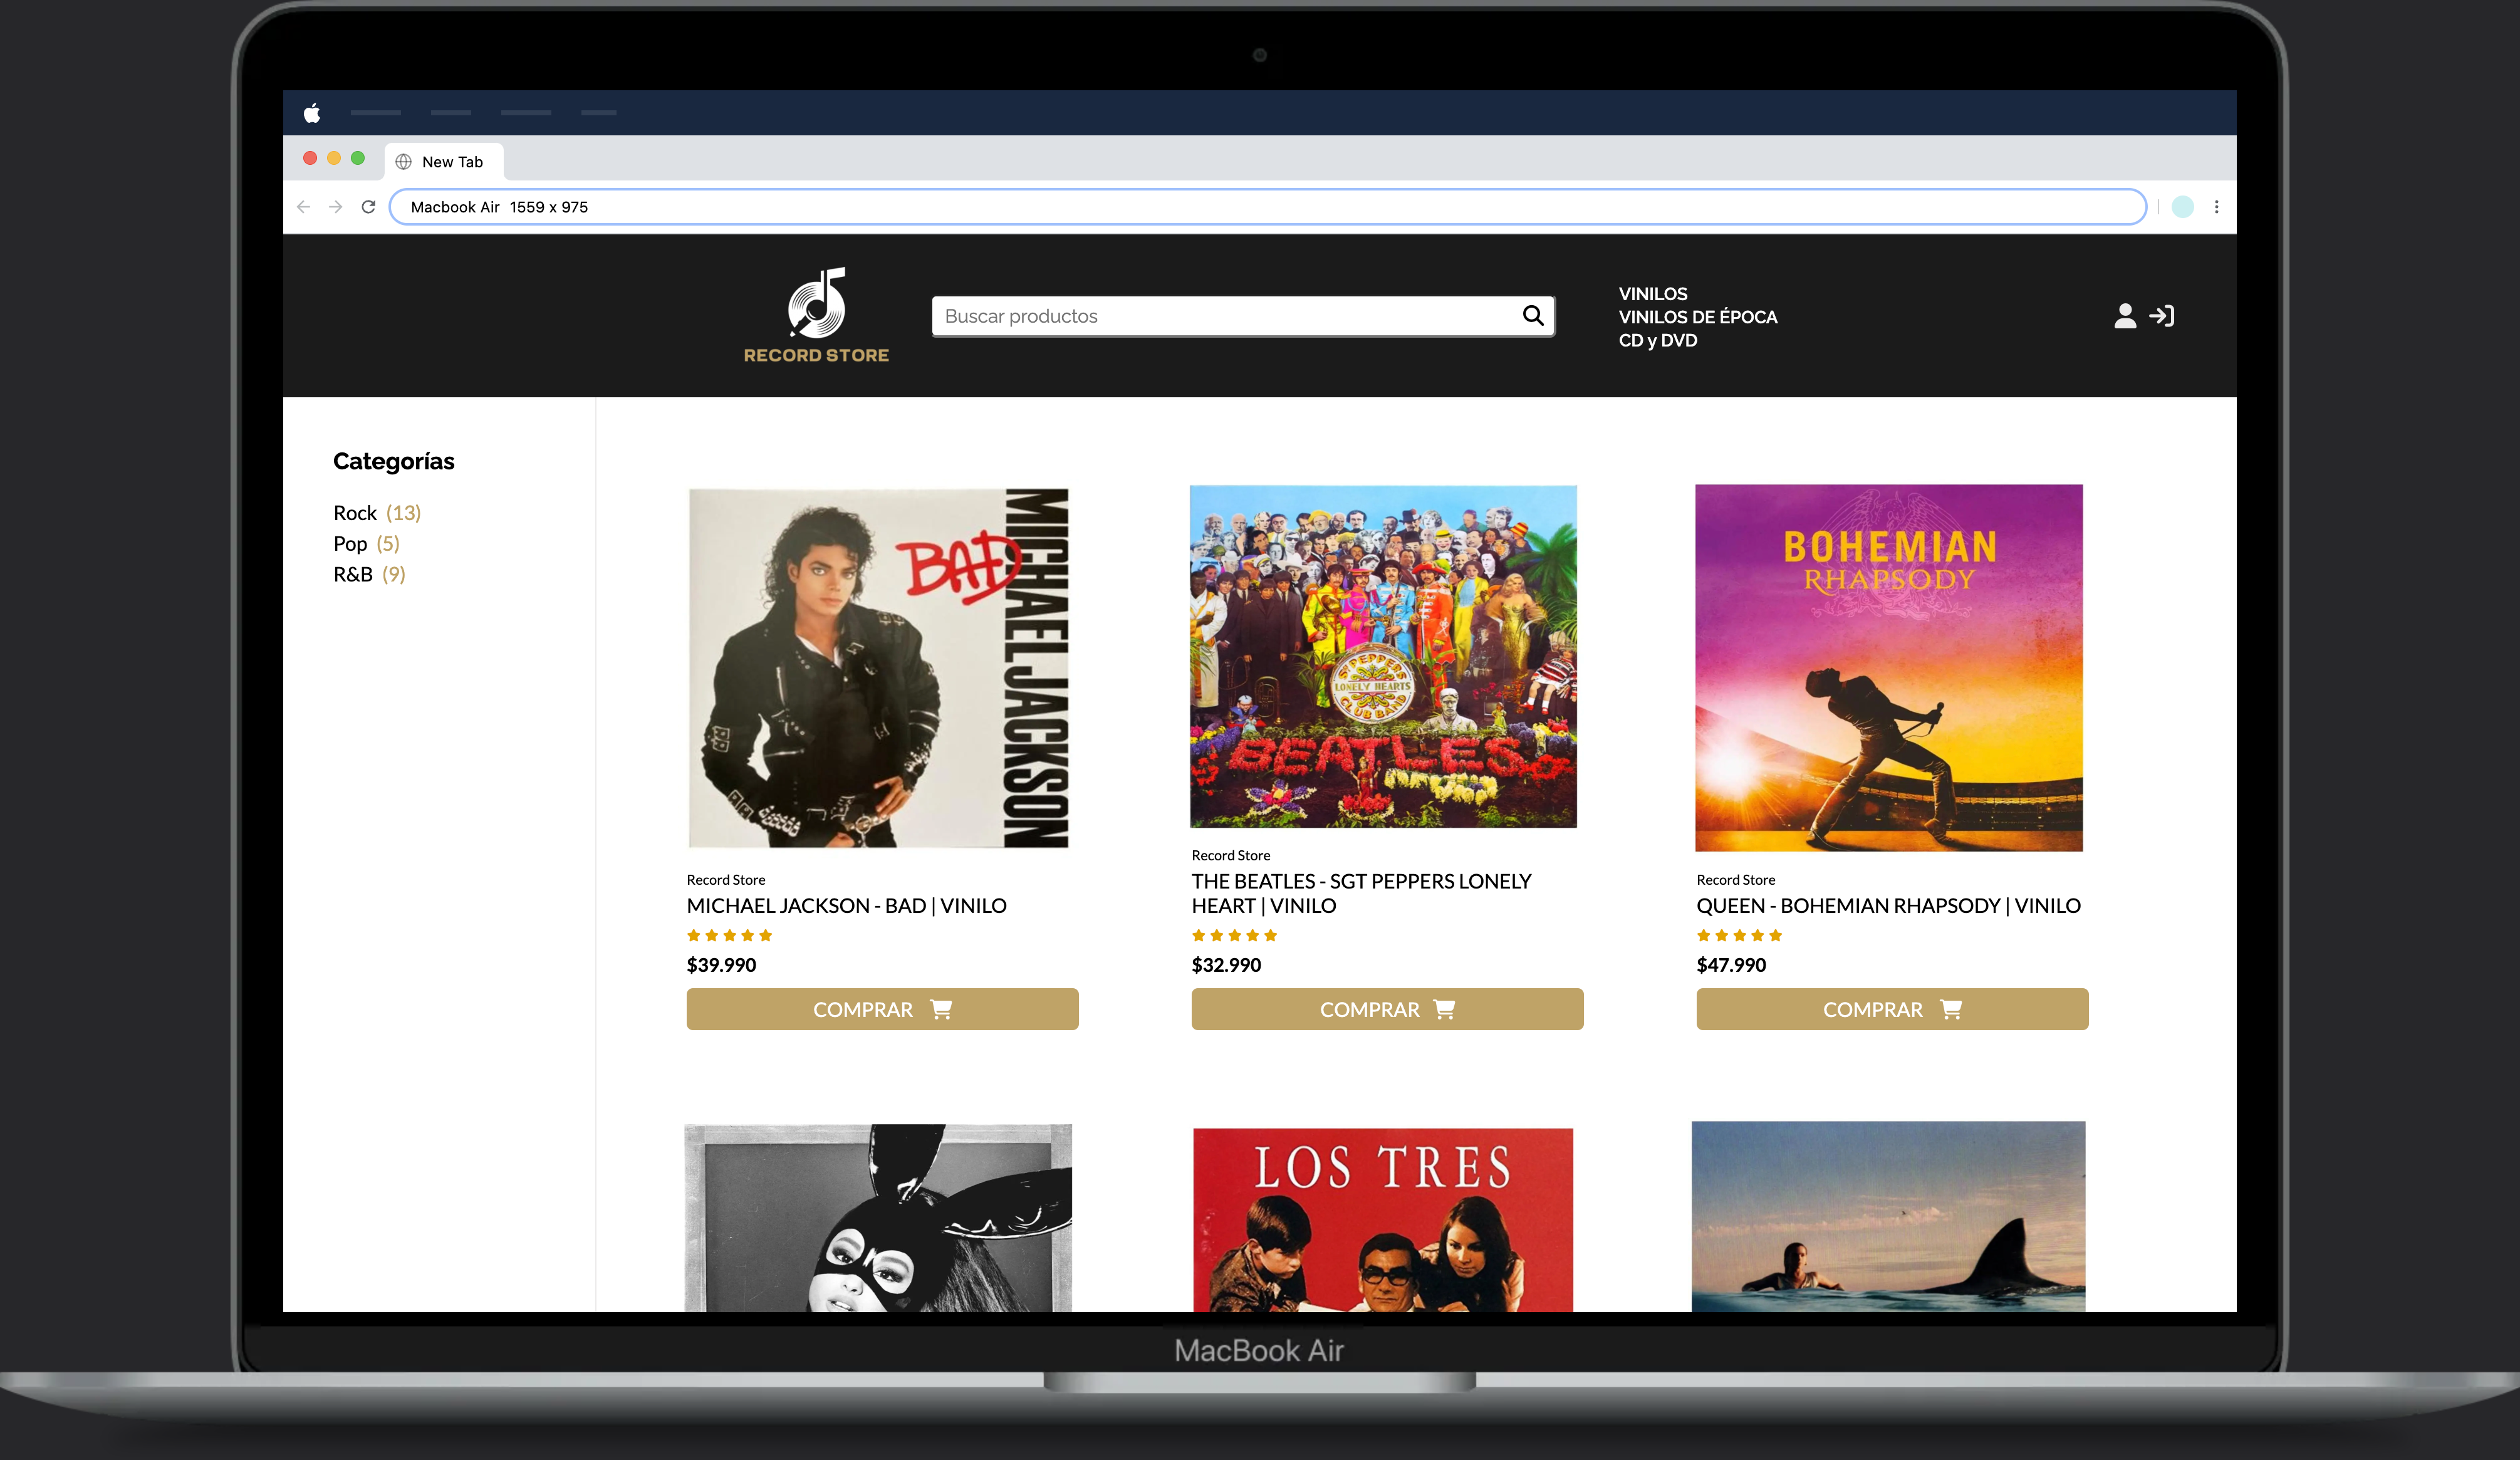 New Tab
Macbook Air 1559 x 975
RECORD STORE
Buscar productos
VINILOS
VINILOS DE ÉPOCA
CD y DVD
Categorías
Rock (13)
Pop (5)
R&B (9)
BAD
MICHAEL JACKSON
SGT PEPPERS
LONELY HEARTS
CLUB BAND
BEATLES
BOHEMIAN
RHAPSODY
Record Store
MICHAEL JACKSON - BAD | VINILO
$39.990
COMPRAR
Record Store
THE BEATLES - SGT PEPPERS LONELY
HEART | VINILO
$32.990
COMPRAR
Record Store
QUEEN - BOHEMIAN RHAPSODY | VINILO
$47.990
COMPRAR
LOS TRES
MacBook Air